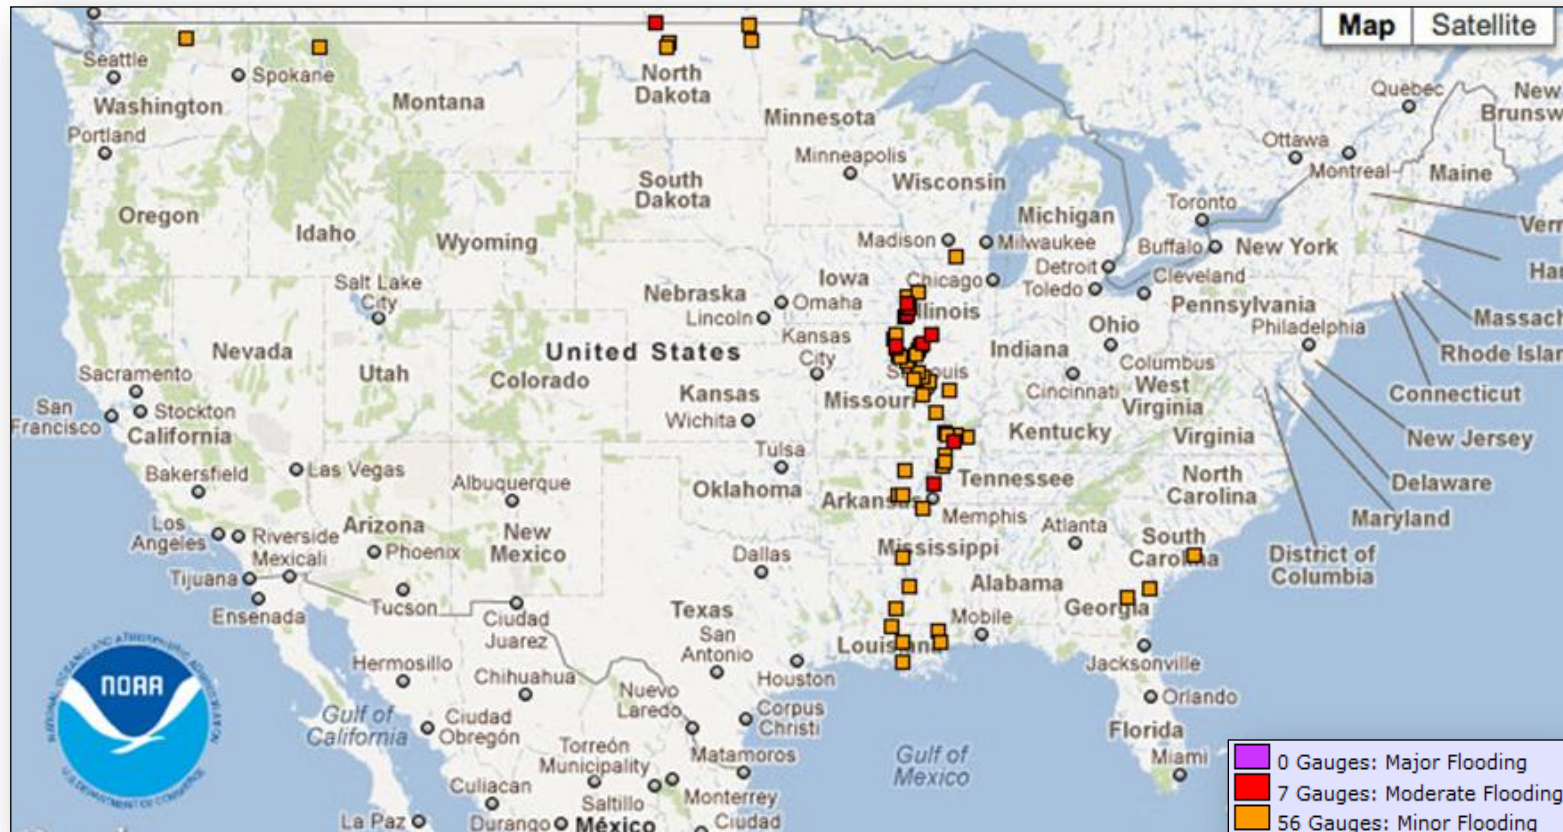 Map Satellite
Seattle
Spokane
Washington
Montana
North
Dakota
Minnesota
Quebec
New
Brunsw
Portland
Minneapolis
Ottawa
Montreal
Maine
Wisconsin
South
Dakota
Oregon
Idaho
Wyoming
Michigan
Toronto
Vern
Madison
Milwaukee
Buffalo
New York
Salt Lake
City
Iowa
Chicago
Detroit
Toledo
Cleveland
Ham
Nebraska
Omaha
Lincoln
Illinois
Pennsylvania
Massach
Kansas
City
Ohio
Philadelphia
Nevada
United States
Indiana
Columbus
Rhode Islan
Sacramento
Utah
Colorado
Kansas
Missouri
Cincinnati
West
Virginia
Connecticut
San
Francisco
Stockton
California
Wichita
Kentucky
Virginia
New Jersey
Bakersfield
Las Vegas
Albuquerque
Tulsa
Oklahoma
Arkansas
Tennessee
North
Carolina
Delaware
Maryland
Los
Angeles
Riverside
Mexicali
Arizona
Phoenix
New
Mexico
Memphis
Atlanta
South
Carolina
District of
Columbia
Dallas
Mississippi
Alabama
Georgia
Tijuana
Ensenada
Tucson
Ciudad
Juarez
Texas
Mobile
San
Antonio
Louisiana
Jacksonville
Hermosillo
Chihuahua
Houston
Orlando
NOAA
Gulf of
California
Ciudad
Obregón
Nuevo
Laredo
Corpus
Christi
Florida
Torreón
Municipality
Matamoros
Gulf of
Mexico
Miami
Culiacan
Saltillo
Monterrey
La Paz
Durango
México
Ciudad
0 Gauges: Major Flooding
7 Gauges: Moderate Flooding
56 Gauges: Minor Flooding